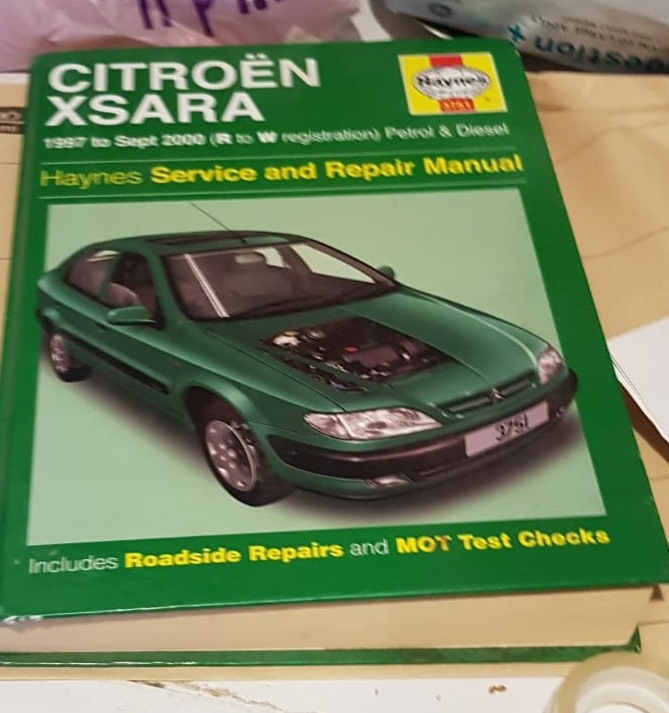 CITROËN
XSARA
Haynes
3751
1997 to Sept 2000 (R to W registration) Petrol & Diesel
Haynes Service and Repair Manual
3751
Includes Roadside Repairs and MOT Test Checks